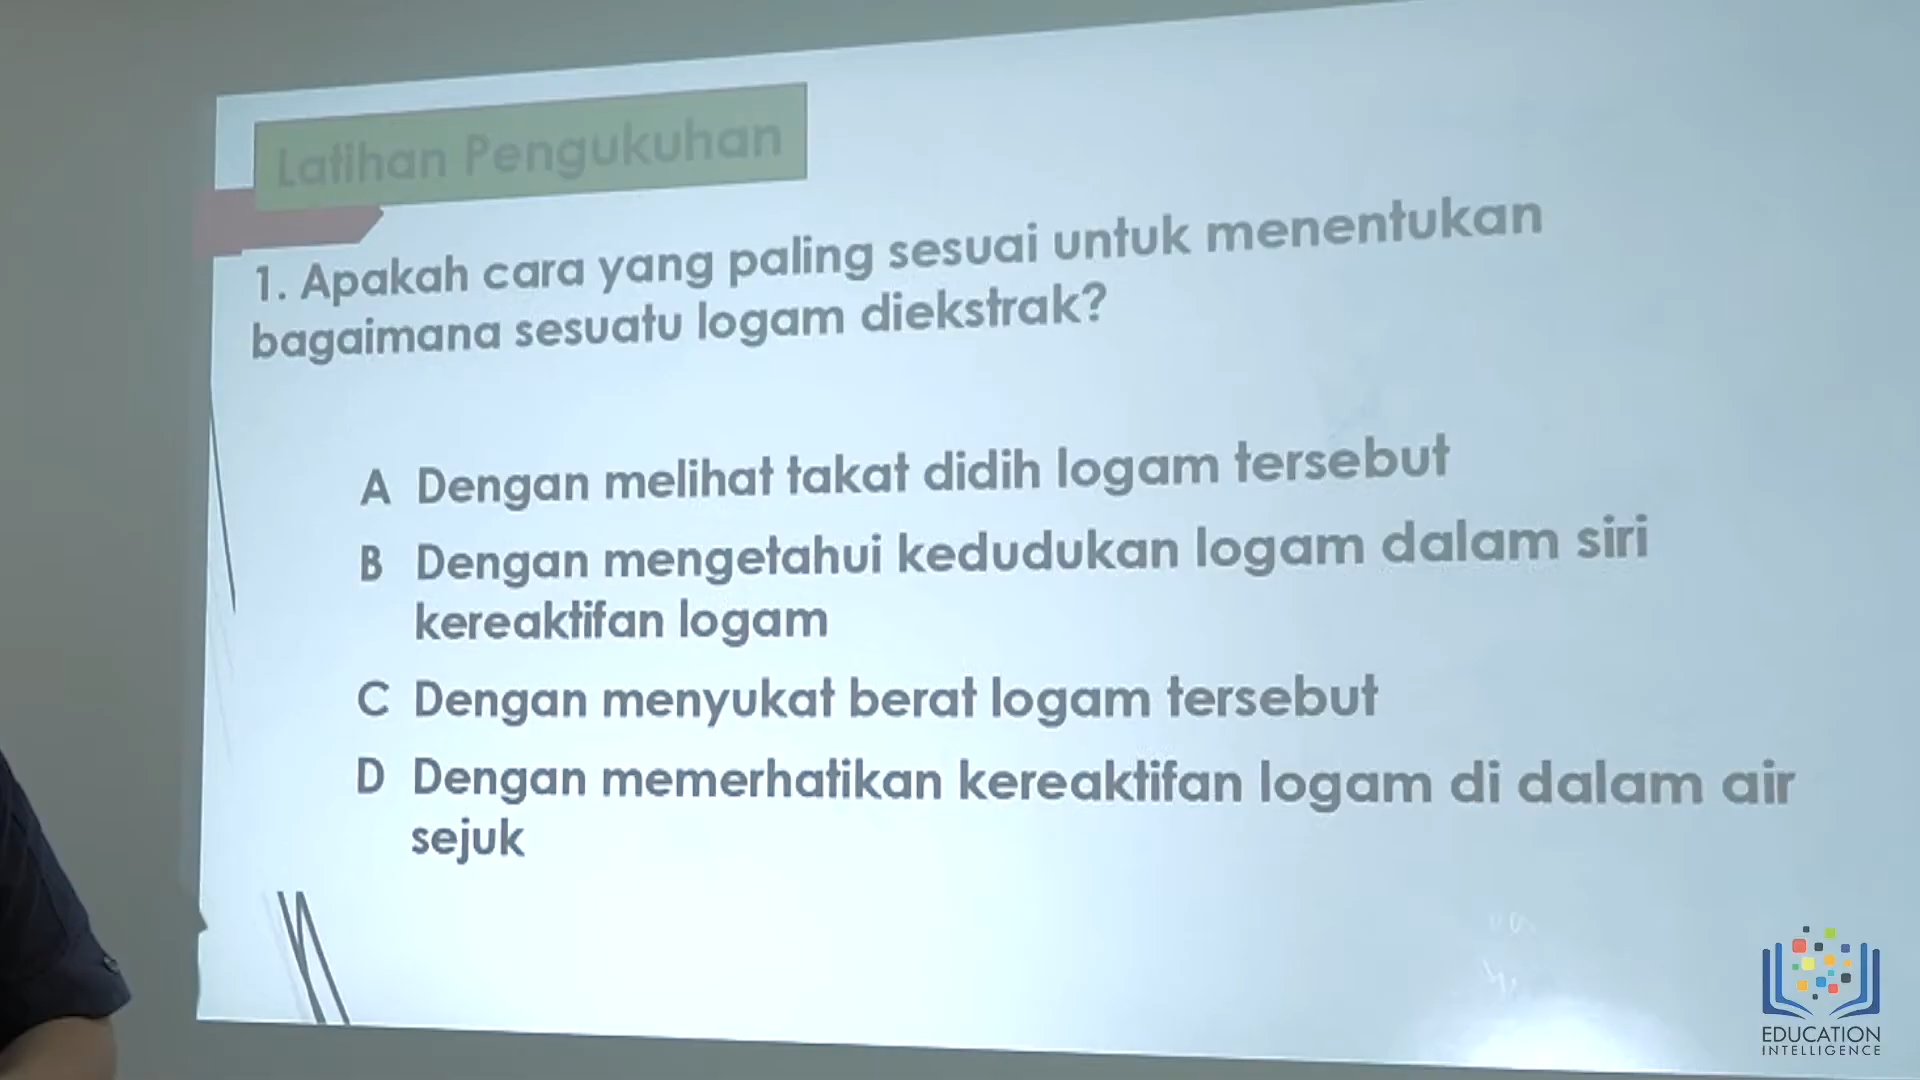 Latihan Pengukuhan
1. Apakah cara yang paling sesuai untuk menentukan
bagaimana sesuatu logam diekstrak?
A Dengan melihat takat didih logam tersebut
B Dengan mengetahui kedudukan logam dalam siri
kereaktifan logam
C Dengan menyukat berat logam tersebut
D Dengan memerhatikan kereaktifan logam di dalam air
sejuk
EDUCATION
INTELLIGENCE